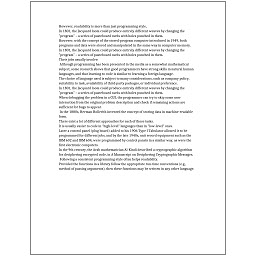 However, readability is more than just programming style.
In 1801, the Jacquard loom could produce entirely different weaves by changing the
"program" – a series of pasteboard cards with holes punched in them.
However, with the concept of the stored-program computer introduced in 1949, both
programs and data were stored and manipulated in the same way in computer memory.
In 1801, the Jacquard loom could produce entirely different weaves by changing the
"program" – a series of pasteboard cards with holes punched in them.
There jobs usually involve:
Although programming has been presented in the media as a somewhat mathematical
subject, some research shows that good programmers have strong skills in natural human
languages, and that learning to code is similar to learning a foreign language.
The choice of language used is subject to many considerations, such as company policy,
suitability to task, availability of third-party packages, or individual preference.
In 1801, the Jacquard loom could produce entirely different weaves by changing the
"program" – a series of pasteboard cards with holes punched in them.
When debugging the problem in a GUI, the programmer can try to skip some user
interaction from the original problem description and check if remaining actions are
sufficient for bugs to appear.
In the 1880s, Herman Hollerith invented the concept of storing data in machine-readable
form.
There exist a lot of different approaches for each of those tasks.
It is usually easier to code in "high-level" languages than in "low-level" ones.
Later a control panel (plug board) added to his 1906 Type I Tabulator allowed it to be
programmed for different jobs, and by the late 1940s, unit record equipment such as the
IBM 602 and IBM 604, were programmed by control panels in a similar way, as were the
first electronic computers.
In the 9th century, the Arab mathematician Al-Kindi described a cryptographic algorithm
for deciphering encrypted code, in A Manuscript on Deciphering Cryptographic Messages.
Following a consistent programming style often helps readability.
Provided the functions in a library follow the appropriate run-time conventions (e.g.,
method of passing arguments), then these functions may be written in any other language.